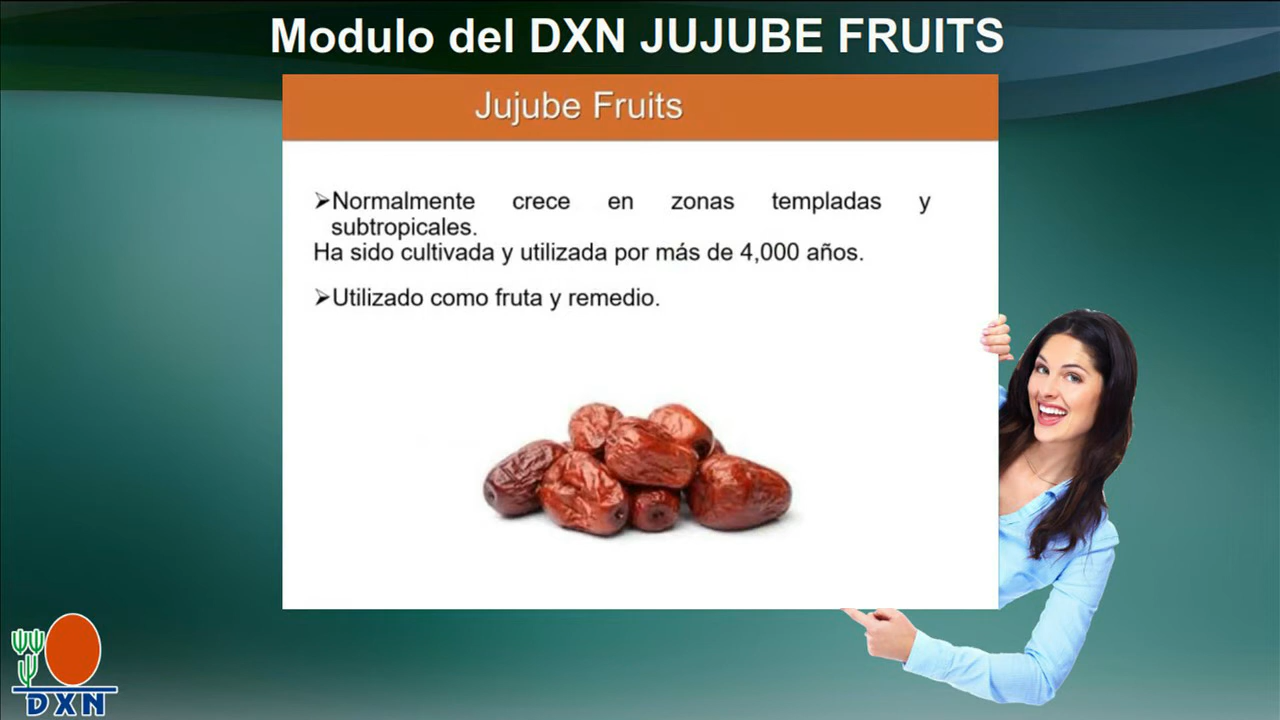 Modulo del DXN JUJUBE FRUITS
Jujube Fruits
➢Normalmente crece en zonas templadas y
subtropicales.
Ha sido cultivada y utilizada por más de 4,000 años.
➢Utilizado como fruta y remedio.
DXN